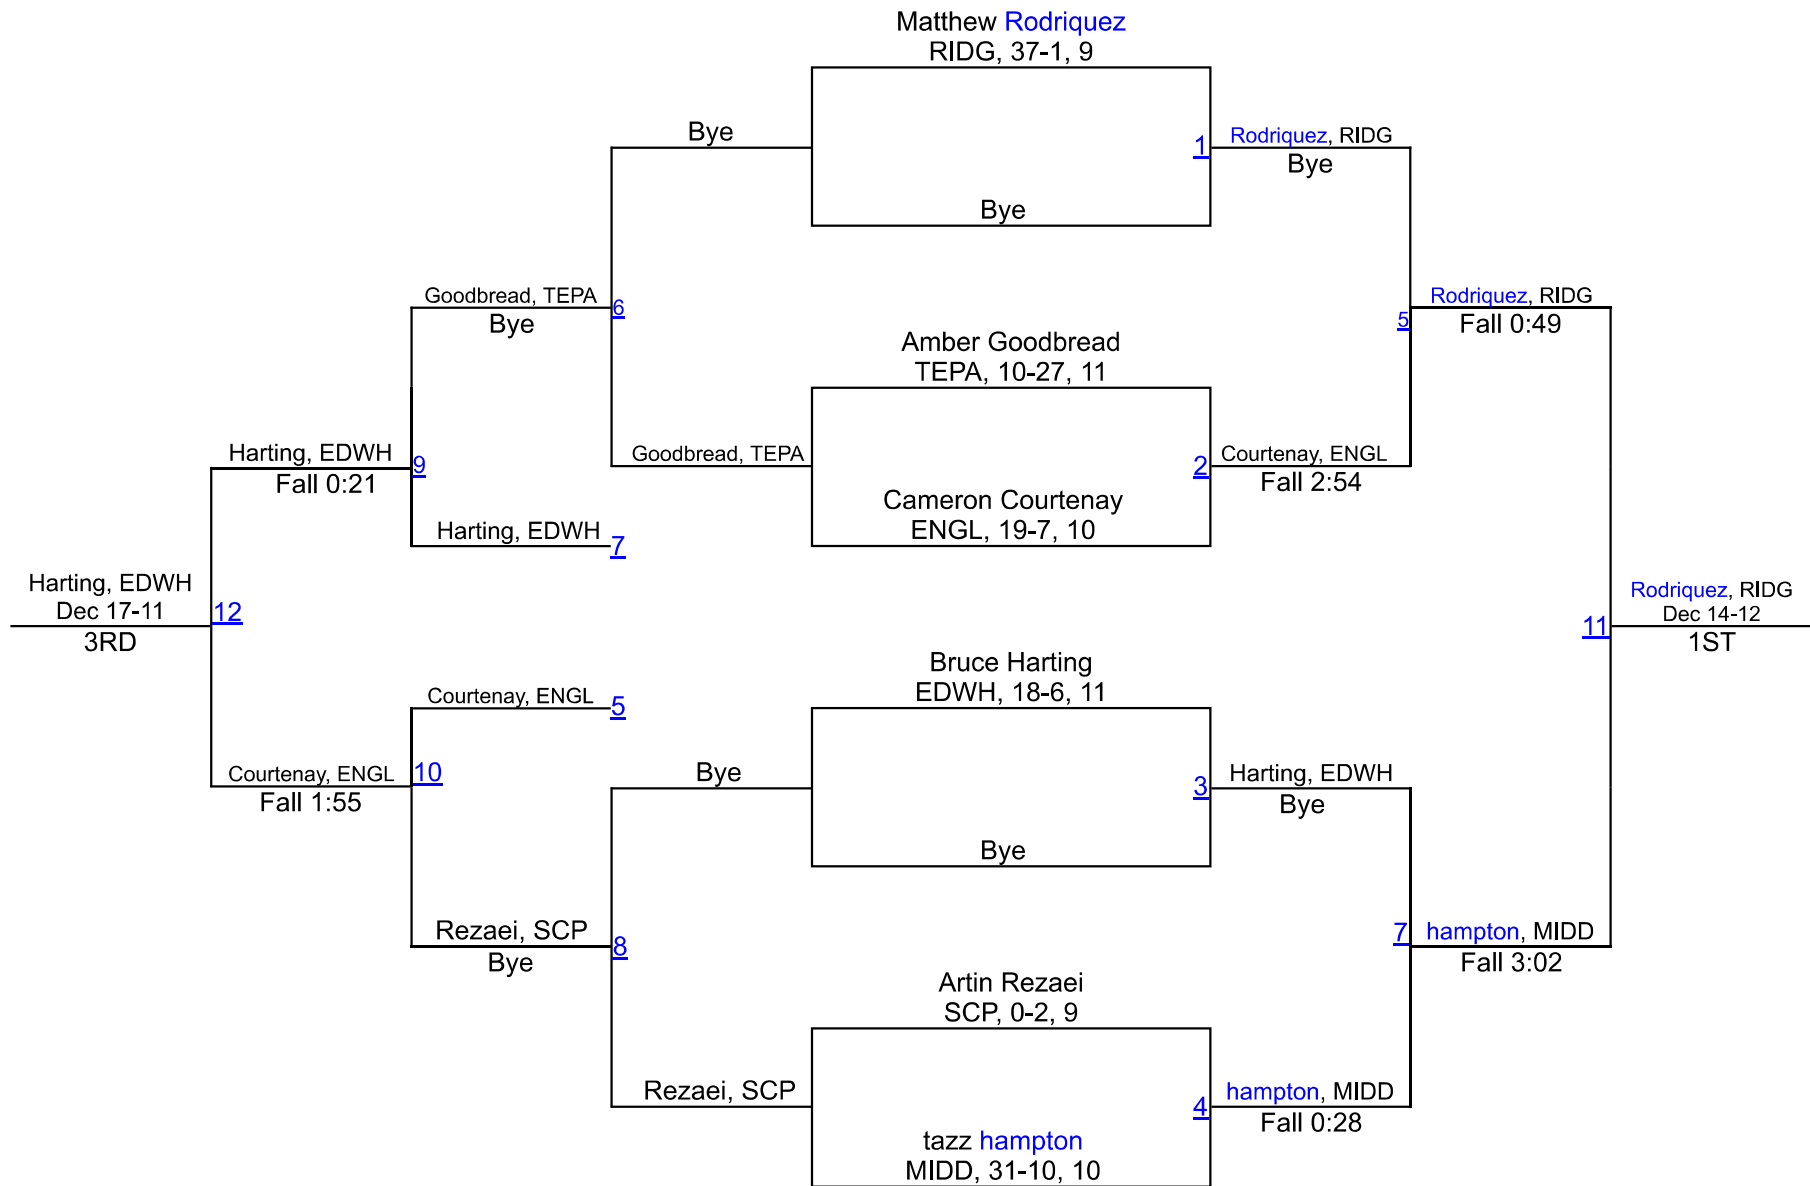 Matthew Rodriquez
RIDG, 37-1, 9
Bye
1
Rodriquez, RIDG
Bye
Bye
Goodbread, TEPA
Bye
6
5
Rodriquez, RIDG
Fall 0:49
Amber Goodbread
TEPA, 10-27, 11
Harting, EDWH
Fall 0:21
9
Goodbread, TEPA
2
Courtenay, ENGL
Fall 2:54
Cameron Courtenay
ENGL, 19-7, 10
Harting, EDWH
7
Harting, EDWH
Dec 17-11
3RD
12
11
Rodriquez, RIDG
Dec 14-12
1ST
Bruce Harting
EDWH, 18-6, 11
Courtenay, ENGL
5
Courtenay, ENGL
Fall 1:55
10
Bye
3
Harting, EDWH
Bye
Bye
Rezaei, SCP
Bye
8
7
hampton, MIDD
Fall 3:02
Artin Rezaei
SCP, 0-2, 9
Rezaei, SCP
4
hampton, MIDD
Fall 0:28
tazz hampton
MIDD, 31-10, 10